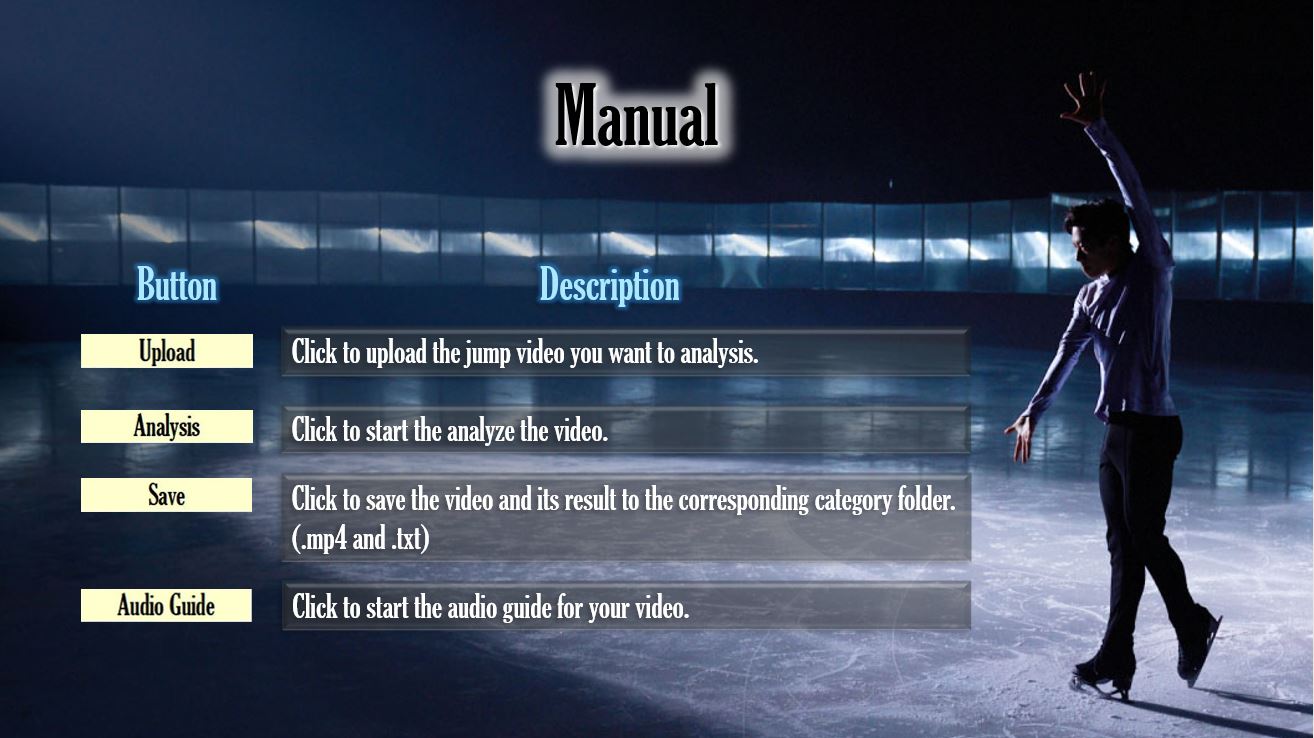 Manual
Button Description
Upload Click to upload the jump video you want to analysis.
Analysis Click to start the analyze the video.
Save Click to save the video and its result to the corresponding category folder.
(.mp4 and .txt)
Audio Guide Click to start the audio guide for your video.